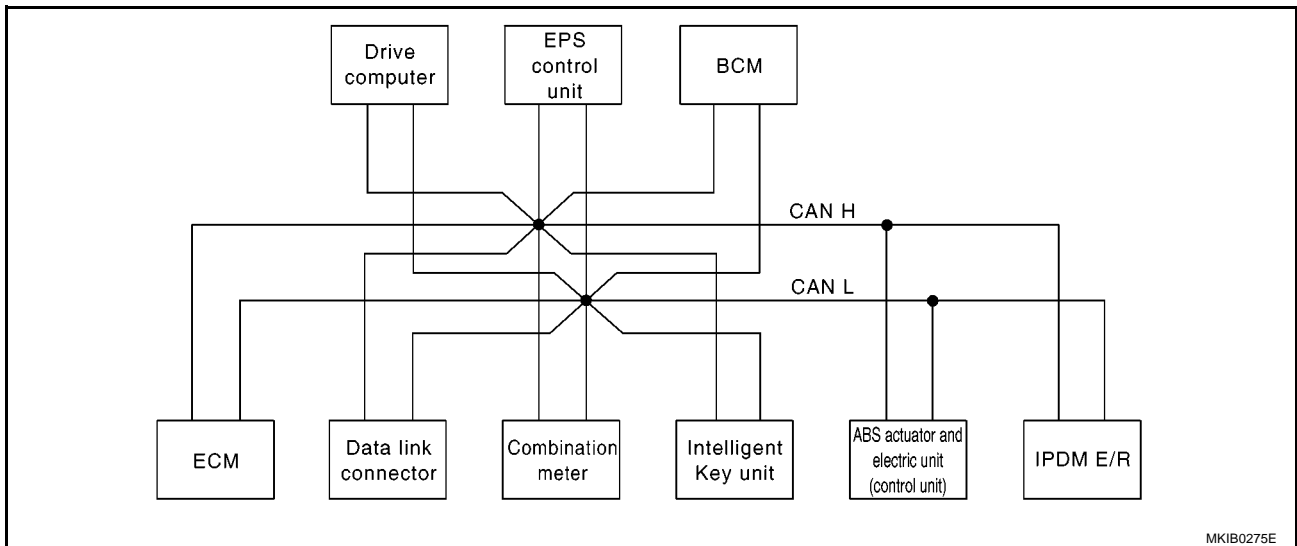 Drive
computer
EPS
control
unit
BCM
CAN H
CAN L
ECM
Data link
connector
Combination
meter
Intelligent
Key unit
ABS actuator and
electric unit
(control unit)
IPDM E/R
MKIB0275E